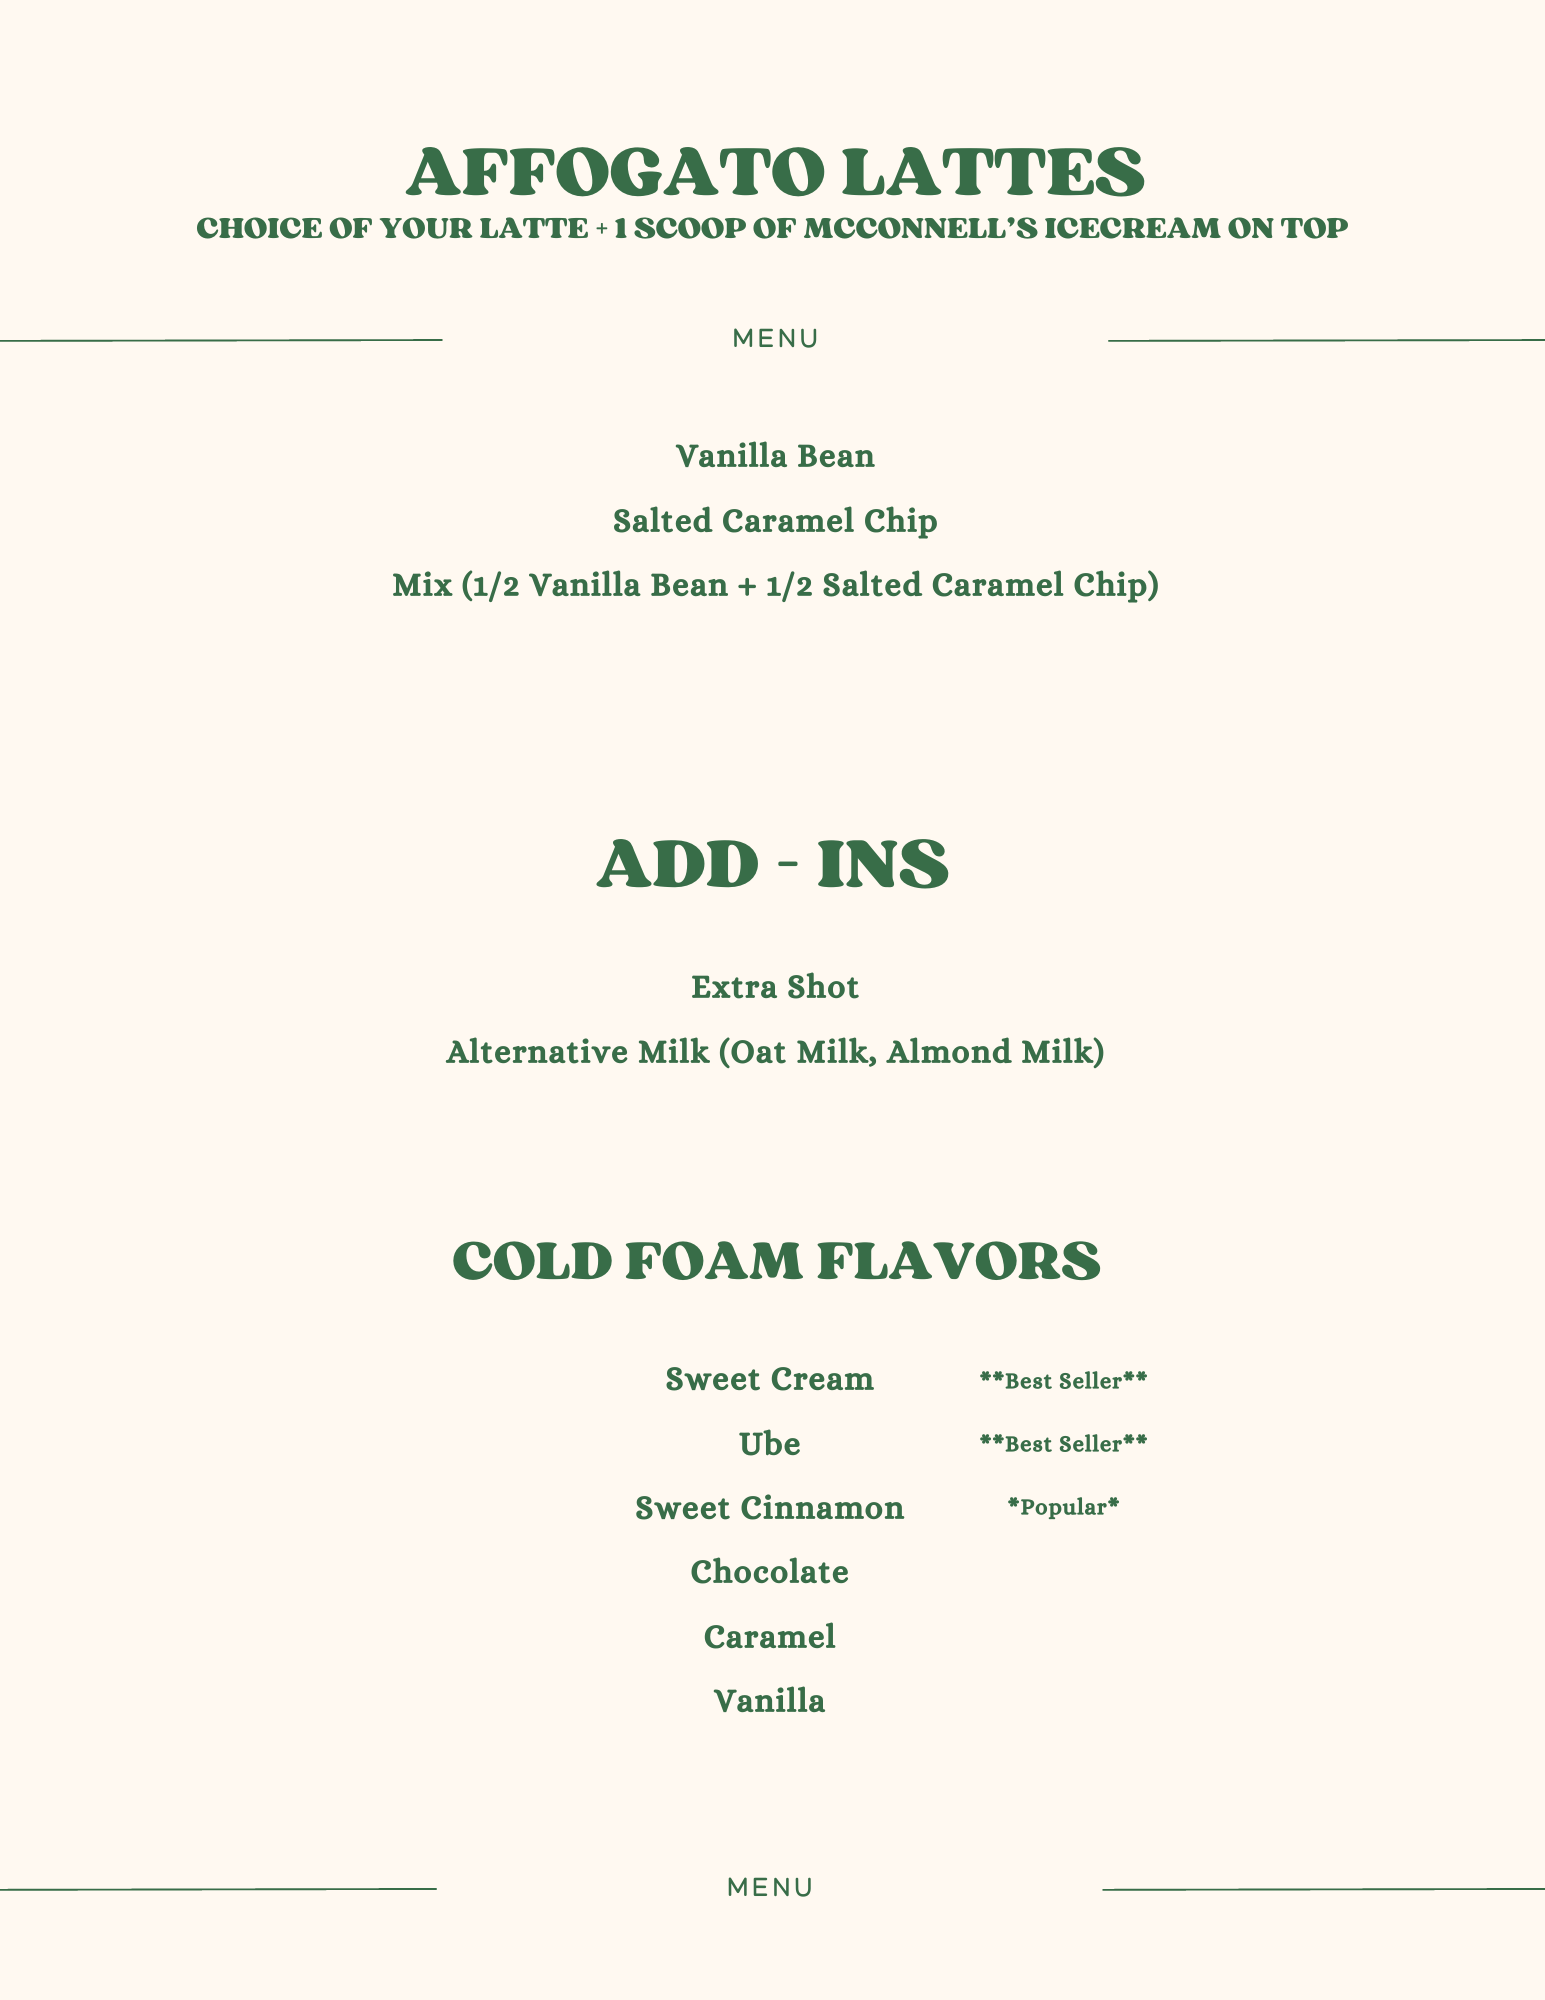 AFFOGATO LATTES
CHOICE OF YOUR LATTE + 1 SCOOP OF MCCONNELL'S ICECREAM ON TOP
MENU
Vanilla Bean
Salted Caramel Chip
Mix (1/2 Vanilla Bean + 1/2 Salted Caramel Chip)
ADD - INS
Extra Shot
Alternative Milk (Oat Milk, Almond Milk)
COLD FOAM FLAVORS
Sweet Cream **Best Seller**
Ube **Best Seller**
Sweet Cinnamon *Popular*
Chocolate
Caramel
Vanilla
MENU